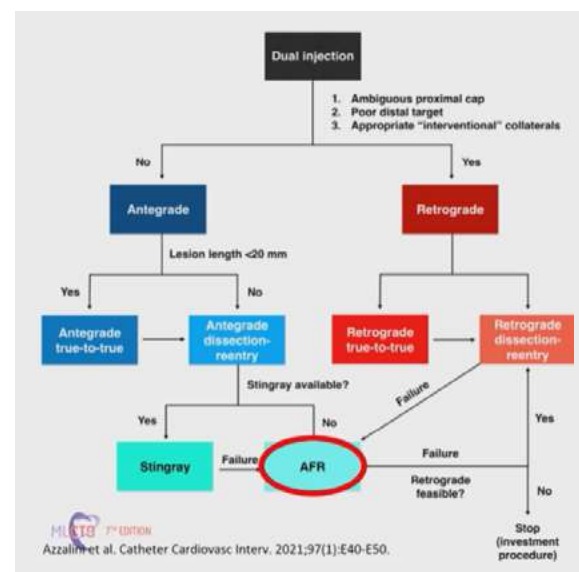 Dual injection
1. Ambiguous proximal cap
2. Poor distal target
3. Appropriate “interventional” collaterals
No
Yes
Antegrade
Retrograde
Lesion length <20 mm
Yes
No
Antegrade
true-to-true
Antegrade
dissection-
reentry
Retrograde
true-to-true
Retrograde
dissection-
reentry
Stingray available?
Failure
Yes
No
Yes
Stingray
Failure
AFR
Failure
Retrograde
feasible?
No
Stop
(investment
procedure)
7TH EDITION
Azzalini et al. Catheter Cardiovasc Interv. 2021;97(1):E40-E50.